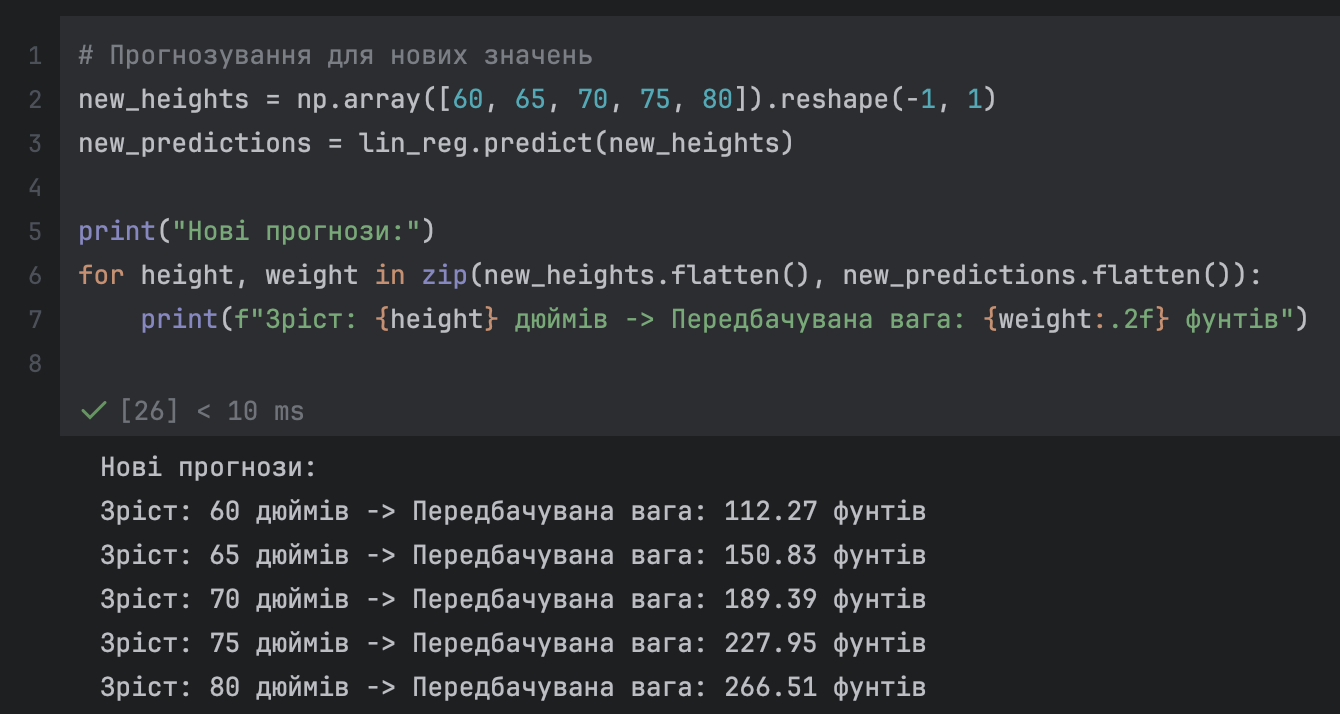 1 # Прогнозування для нових значень
2 new_heights = np.array([60, 65, 70, 75, 80]).reshape(-1, 1)
3 new_predictions = lin_reg.predict(new_heights)
4
5 print("Нові прогнози:")
6 for height, weight in zip(new_heights.flatten(), new_predictions.flatten()):
7     print(f"Зріст: {height} дюймів -> Передбачувана вага: {weight:.2f} фунтів")
8
[26] < 10 ms
Нові прогнози:
Зріст: 60 дюймів -> Передбачувана вага: 112.27 фунтів
Зріст: 65 дюймів -> Передбачувана вага: 150.83 фунтів
Зріст: 70 дюймів -> Передбачувана вага: 189.39 фунтів
Зріст: 75 дюймів -> Передбачувана вага: 227.95 фунтів
Зріст: 80 дюймів -> Передбачувана вага: 266.51 фунтів